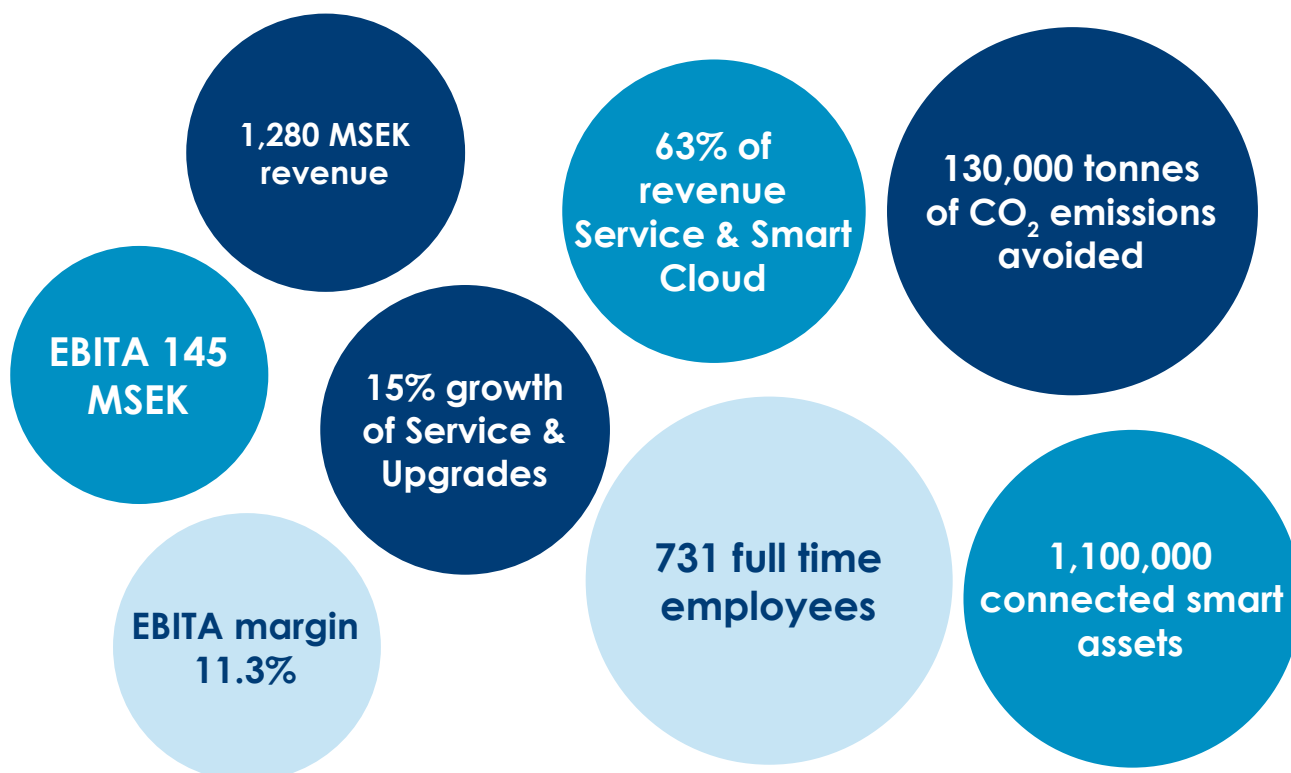 1,280 MSEK
revenue
63% of
revenue
Service & Smart
Cloud
130,000 tonnes
of CO₂ emissions
avoided
EBITA 145
MSEK
15% growth
of Service &
Upgrades
731 full time
employees
1,100,000
connected smart
assets
EBITA margin
11.3%